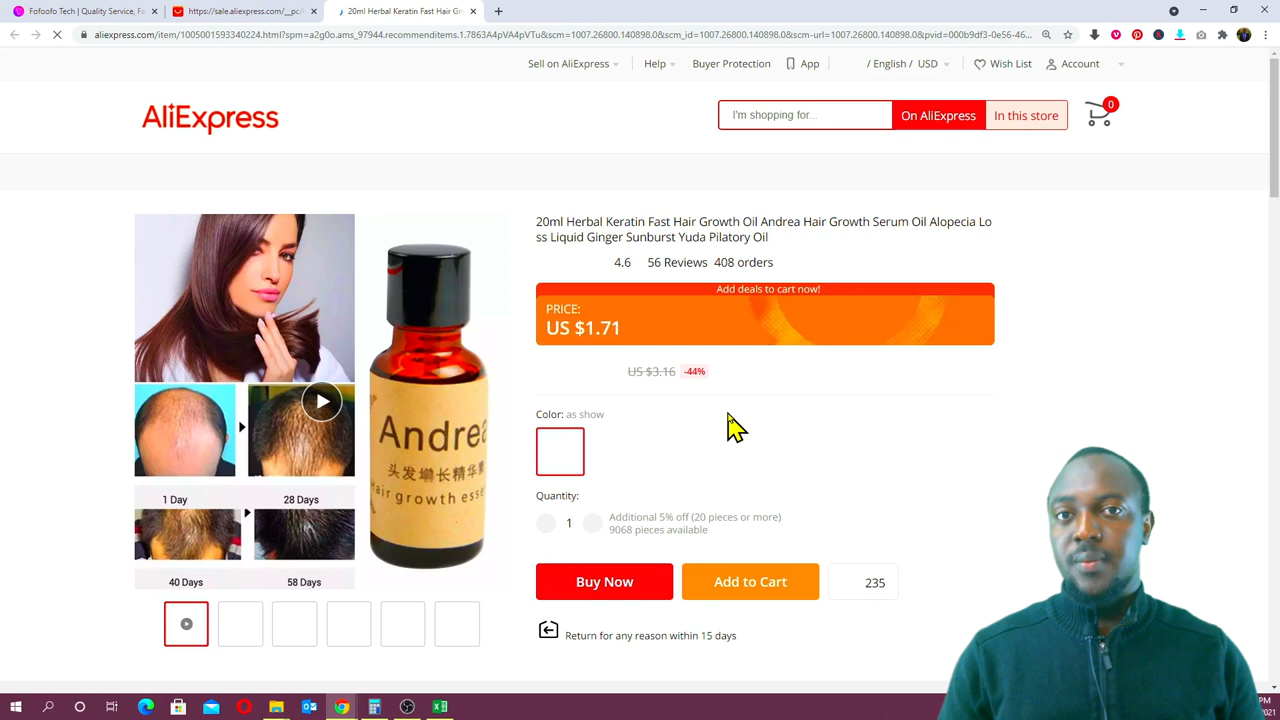 Fofoofo Tech | Quality Service, Fa
https://sale.aliexpress.com/__pc/
20ml Herbal Keratin Fast Hair Gr
aliexpress.com/item/1005001593340224.html?spm=a2g0o.ams_97944.recommenditems.1.7863A4pVA4pVTu&scm=1007.26800.140898.0&scm_id=1007.26800.140898.0&scm-url=1007.26800.140898.0&pvid=000b9df3-0e56-46...
Sell on AliExpress
Help
Buyer Protection
App
/ English / USD
Wish List
Account
AliExpress
I'm shopping for...
On AliExpress
In this store
0
20ml Herbal Keratin Fast Hair Growth Oil Andrea Hair Growth Serum Oil Alopecia Lo
ss Liquid Ginger Sunburst Yuda Pilatory Oil
4.6 56 Reviews 408 orders
Add deals to cart now!
PRICE:
US $1.71
US $3.16 -44%
Color: as show
Quantity:
1
Additional 5% off (20 pieces or more)
9068 pieces available
Buy Now
Add to Cart
235
Return for any reason within 15 days
Andrea
头发增长精华素
Hair growth esse
1 Day
28 Days
40 Days
58 Days
PM
2021